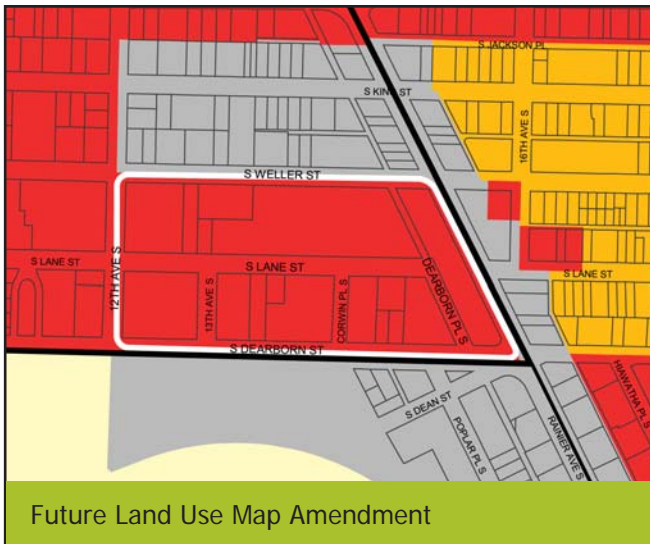 S JACKSON PL
S KING ST
16TH AVE S
S WELLER ST
12TH AVE S
S LANE ST
S LANE ST
S LANE ST
13TH AVE S
CORWIN PL S
DEARBORN PL S
S DEARBORN ST
S DEAN ST
POPLAR PL S
RAINIER AVE S
HIAWATHA PL S
Future Land Use Map Amendment